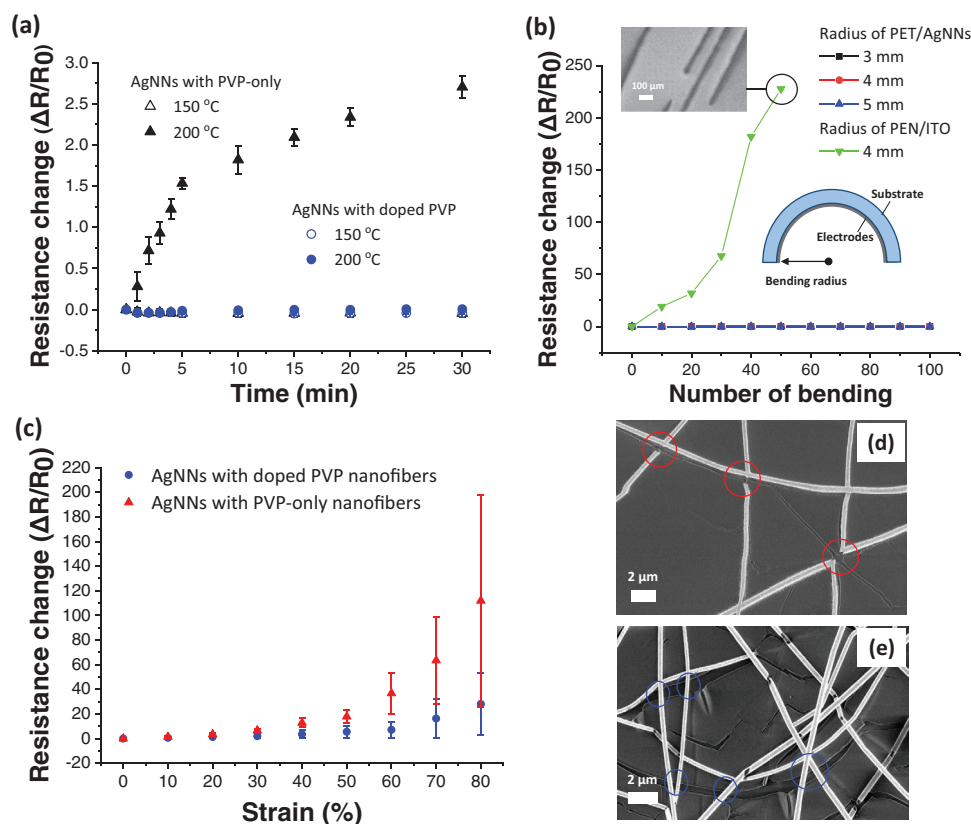 (a)
Resistance change (ΔR/R0)
3.0
2.5
2.0
1.5
1.0
0.5
0.0
-0.5
AgNNs with PVP-only
150 °C
200 °C
AgNNs with doped PVP
150 °C
200 °C
0 5 10 15 20 25 30
Time (min)
(b)
Resistance change (ΔR/R0)
250
225
200
175
150
125
100
75
50
25
0
100 µm
Radius of PET/AgNNs
3 mm
4 mm
5 mm
Radius of PEN/ITO
4 mm
Substrate
Electrodes
Bending radius
0 20 40 60 80 100
Number of bending
(c)
Resistance change (ΔR/R0)
220
200
180
160
140
120
100
80
60
40
20
0
-20
AgNNs with doped PVP nanofibers
AgNNs with PVP-only nanofibers
0 10 20 30 40 50 60 70 80
Strain (%)
(d)
2 µm
(e)
2 µm